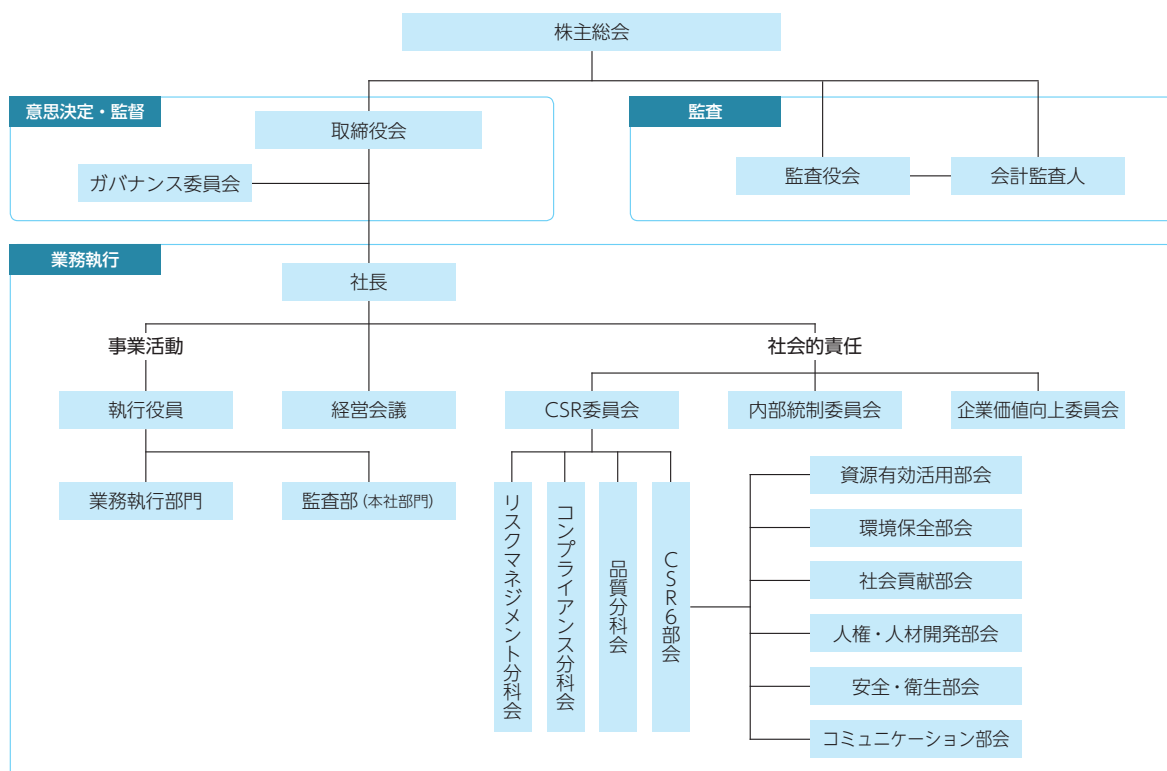 株主総会
意思決定・監督
監査
取締役会
ガバナンス委員会
監査役会
会計監査人
業務執行
社長
事業活動
社会的責任
執行役員
経営会議
CSR委員会
内部統制委員会
企業価値向上委員会
業務執行部門
監査部(本社部門)
リスクマネジメント分科会
コンプライアンス分科会
品質分科会
CSR6部会
資源有効活用部会
環境保全部会
社会貢献部会
人権・人材開発部会
安全・衛生部会
コミュニケーション部会